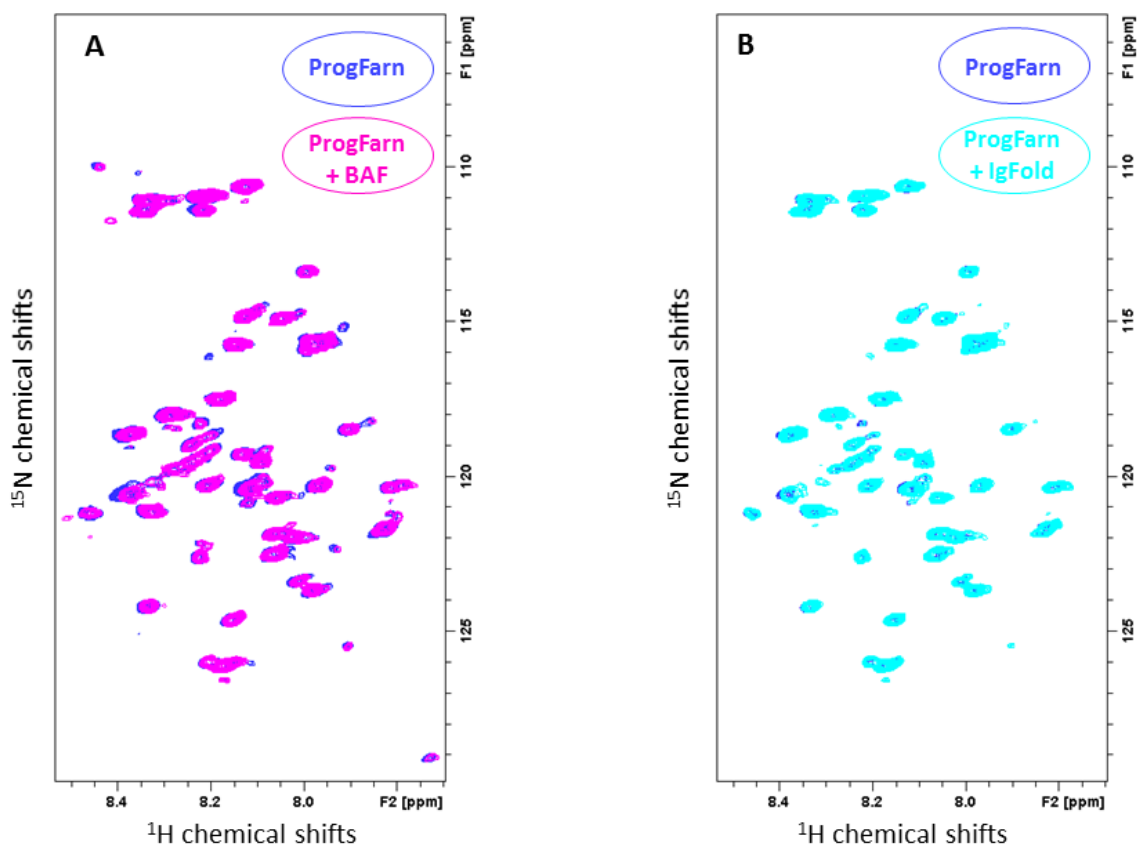 A
ProgFarn
ProgFarn
+ BAF
F1 [ppm]
110
115
120
125
15N chemical shifts
8.4
8.2
8.0
F2 [ppm]
1H chemical shifts
B
ProgFarn
ProgFarn
+ IgFold
F1 [ppm]
110
115
120
125
15N chemical shifts
8.4
8.2
8.0
F2 [ppm]
1H chemical shifts